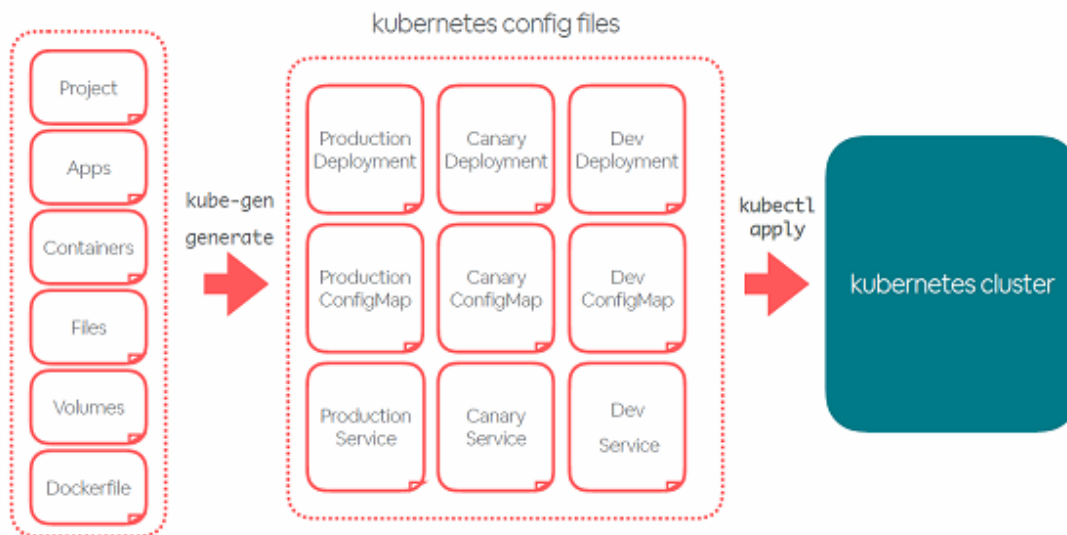 kubernetes config files
Project
Apps
Containers
Files
Volumes
Dockerfile
kube-gen
generate
Production
Deployment
Canary
Deployment
Dev
Deployment
Production
ConfigMap
Canary
ConfigMap
Dev
ConfigMap
Production
Service
Canary
Service
Dev
Service
kubectl
apply
kubernetes cluster